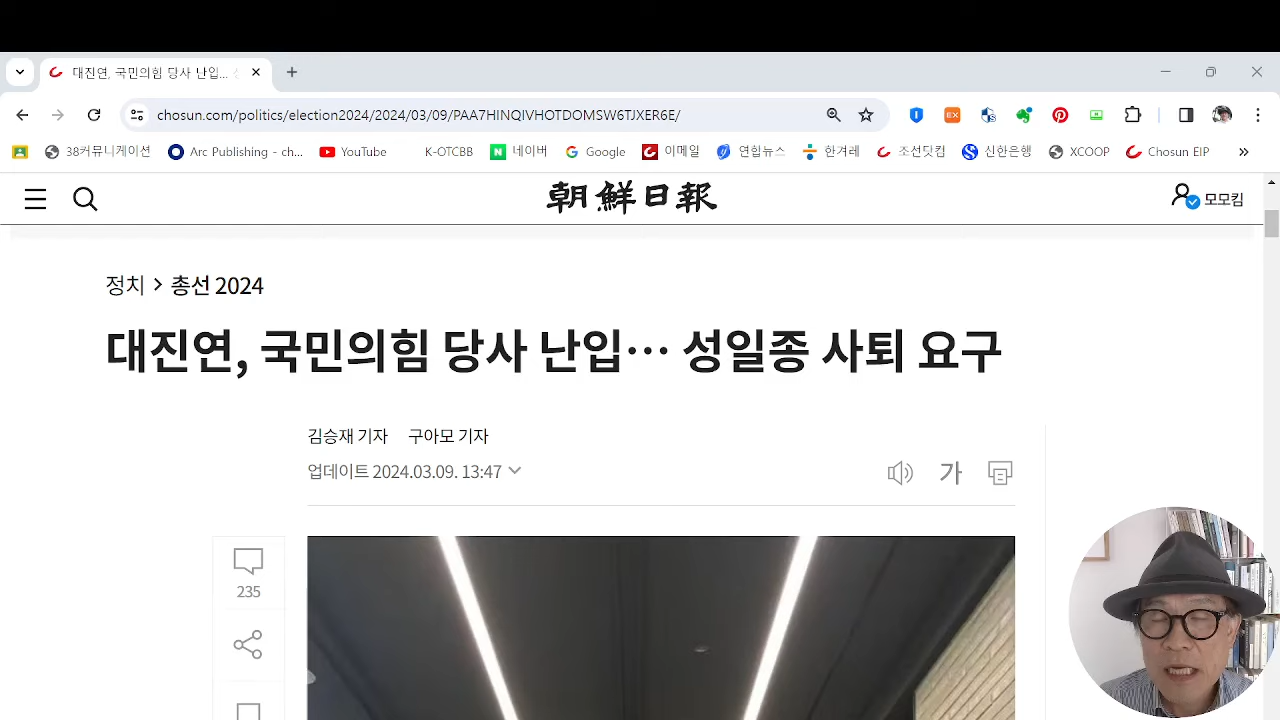 대진연, 국민의힘 당사 난입...
chosun.com/politics/election2024/2024/03/09/PAA7HINQIVHOTDOMSW6TJXER6E/
EX
38커뮤니케이션
Arc Publishing - ch...
YouTube
K-OTCBB
N 네이버
Google
이메일
연합뉴스
한겨레
조선닷컴
신한은행
XCOOP
Chosun BP
朝鮮日報
모모킴
정치 > 총선 2024
대진연, 국민의힘 당사 난입… 성일종 사퇴 요구
김승재 기자 구아모 기자
업데이트 2024.03.09. 13:47
가
235